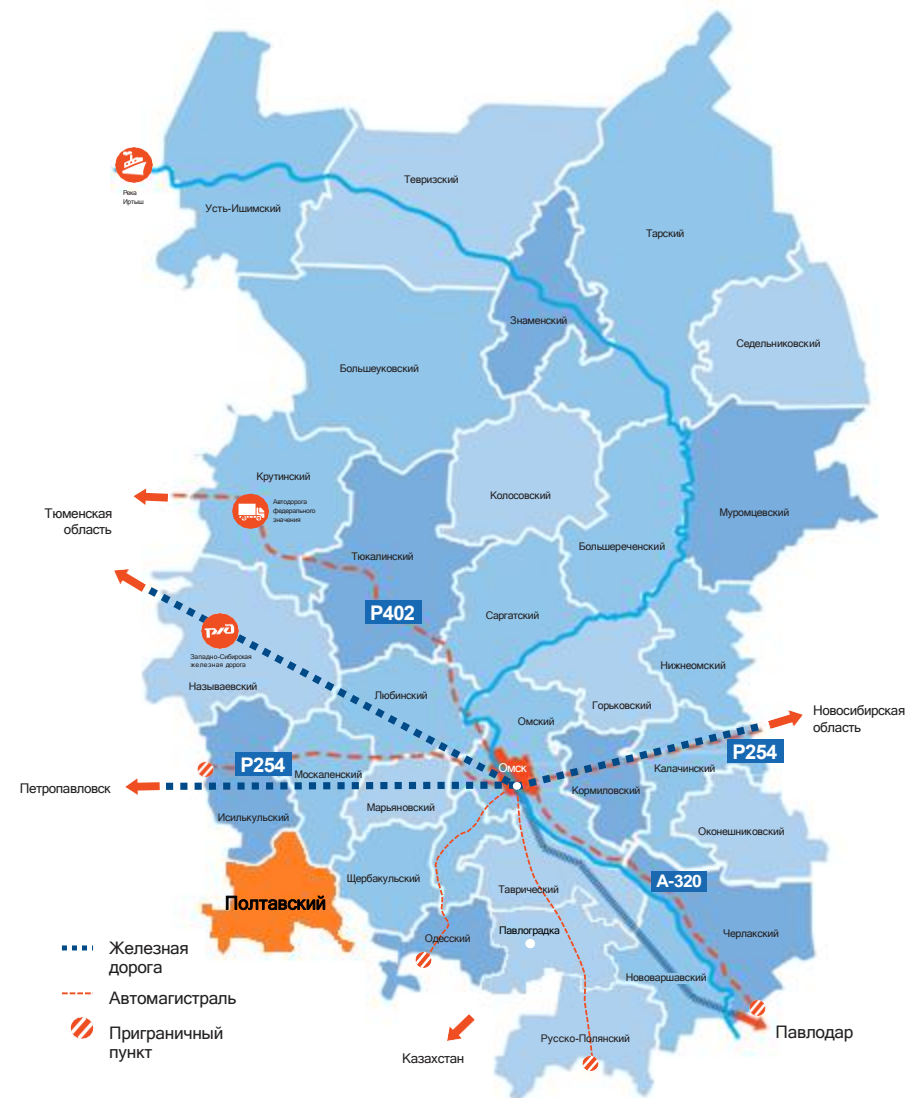 Тевризский
Река
Иртыш
Усть-Ишимский
Тарский
Знаменский
Седельниковский
Большеуковский
Крутинский
Колосовский
Автодорога
федерального
значения
Тюменская
область
Муромцевский
Большереченский
Тюкалинский
P402
Саргатский
РЖД
Западно-Сибирская
железная дорога
Называевский
Нижнеомский
Любинский
Горьковский
Омский
Новосибирская
область
P254
P254
Омск
Калачинский
Москаленский
Петропавловск
Кормиловский
Марьяновский
Исилькульский
Оконешниковский
Щербакульский
A-320
Таврический
Полтавский
Павлоградка
Одесский
Черлакский
Железная
дорога
Нововаршавский
Автомагистраль
Приграничный
пункт
Павлодар
Русско-Полянский
Казахстан